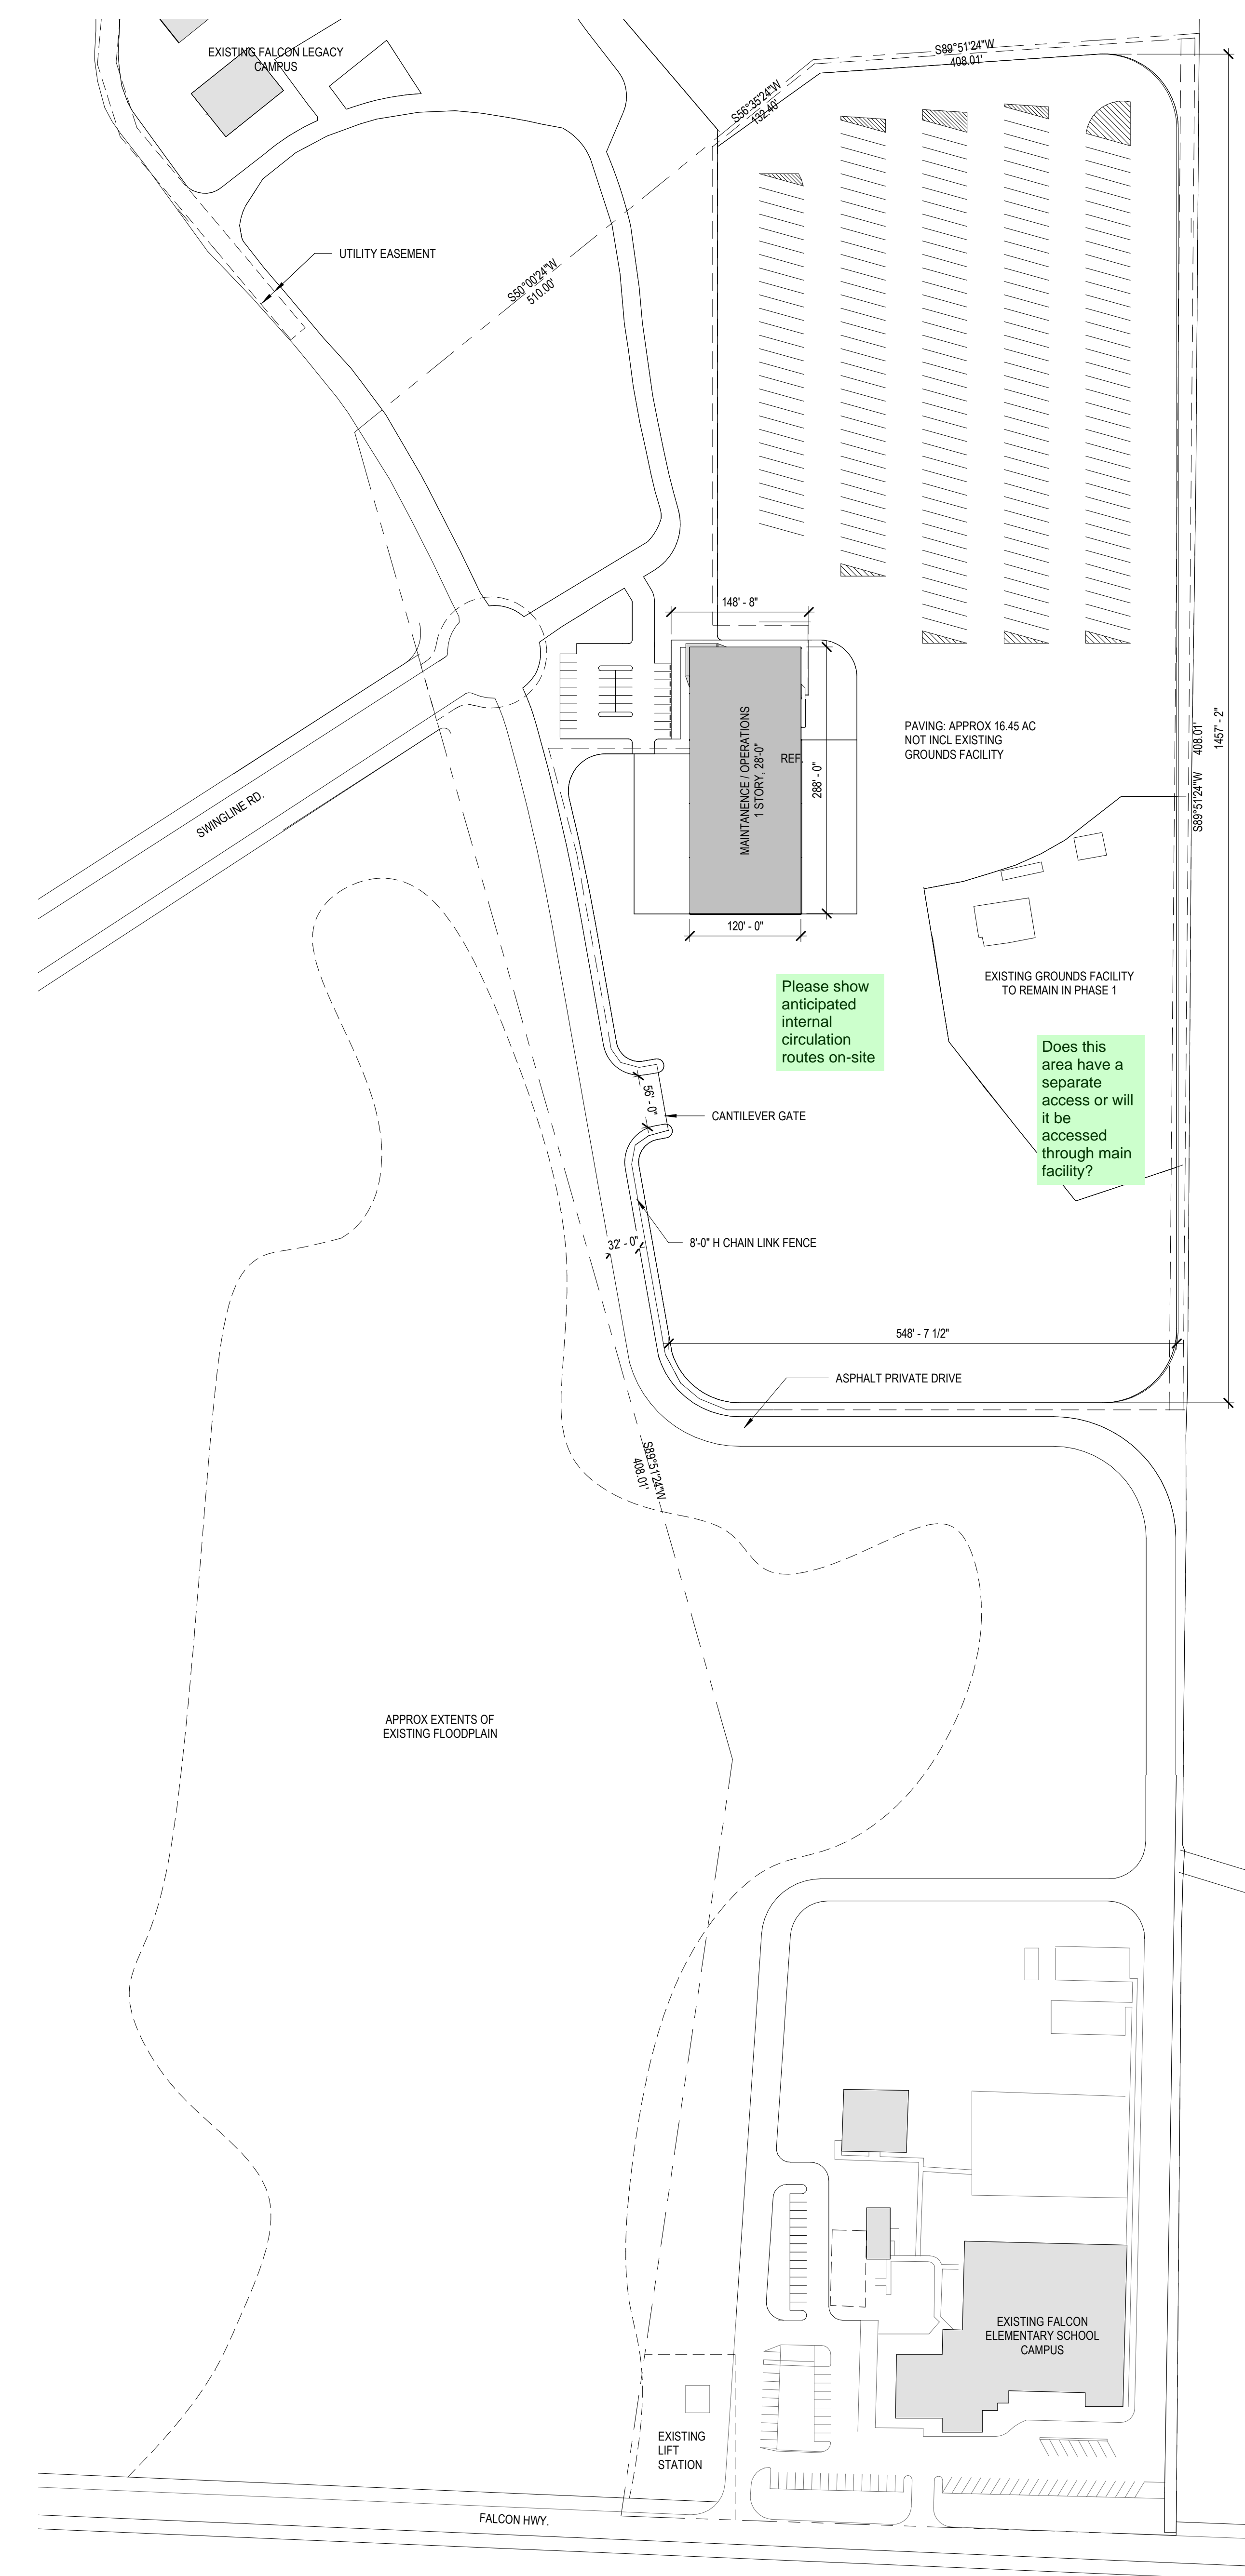 EXISTING FALCON LEGACY
CAMPUS
S89°51'24"W
408.01'
S56°35'24"W
132.40'
UTILITY EASEMENT
S50°00'24"W
510.00'
148' - 8"
MAINTANENCE / OPERATIONS
1 STORY, 28'-0"
REF.
288' - 0"
120' - 0"
PAVING: APPROX 16.45 AC
NOT INCL EXISTING
GROUNDS FACILITY
S89°51'24"W 408.01'
1457' - 2"
SWINGLINE RD.
EXISTING GROUNDS FACILITY
TO REMAIN IN PHASE 1
Please show
anticipated
internal
circulation
routes on-site
Does this
area have a
separate
access or will
it be
accessed
through main
facility?
56' - 0"
CANTILEVER GATE
32' - 0"
8'-0" H CHAIN LINK FENCE
548' - 7 1/2"
ASPHALT PRIVATE DRIVE
S89°51'24"W
408.01'
APPROX EXTENTS OF
EXISTING FLOODPLAIN
EXISTING FALCON
ELEMENTARY SCHOOL
CAMPUS
EXISTING
LIFT
STATION
FALCON HWY.